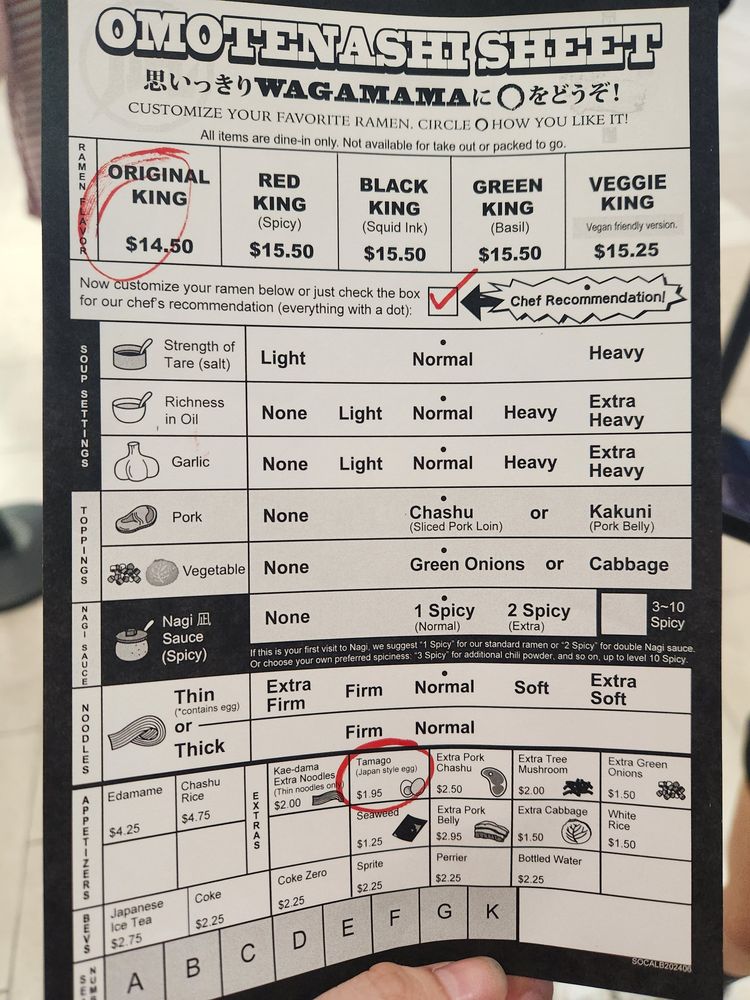 OMOTENASHI SHEET
思いっきりWAGAMAMAに〇をどうぞ!
CUSTOMIZE YOUR FAVORITE RAMEN. CIRCLE O HOW YOU LIKE IT!
All items are dine-in only. Not available for take out or packed to go.
RAMEN FLAVOR
ORIGINAL KING
$14.50
RED KING
(Spicy)
$15.50
BLACK KING
(Squid Ink)
$15.50
GREEN KING
(Basil)
$15.50
VEGGIE KING
Vegan friendly version.
$15.25
Now customize your ramen below or just check the box
for our chef's recommendation (everything with a dot):
Chef Recommendation!
SOUP SETTINGS
Strength of Tare (salt)
Light Normal Heavy
Richness in Oil
None Light Normal Heavy Extra Heavy
Garlic
None Light Normal Heavy Extra Heavy
TOPPINGS
Pork
None Chashu (Sliced Pork Loin) or Kakuni (Pork Belly)
Vegetable
None Green Onions or Cabbage
NAGI SAUCE
Nagi 凪 Sauce (Spicy)
None 1 Spicy (Normal) 2 Spicy (Extra) 3~10 Spicy
If this is your first visit to Nagi, we suggest "1 Spicy" for our standard ramen or "2 Spicy" for double Nagi sauce.
Or choose your own preferred spiciness: "3 Spicy" for additional chili powder, and so on, up to level 10 Spicy.
NOODLES
Thin
(*contains egg)
or
Thick
Extra Firm Firm Normal Soft Extra Soft
Firm Normal
APPETIZERS
Edamame
$4.25
Chashu Rice
$4.75
EXTRAS
Kae-dama Extra Noodles
(Thin noodles only)
$2.00
Tamago
(Japan style egg)
$1.95
Extra Pork Chashu
$2.50
Extra Tree Mushroom
$2.00
Extra Green Onions
$1.50
Seaweed
$1.25
Extra Pork Belly
$2.95
Extra Cabbage
$1.50
White Rice
$1.50
BEVS
Japanese Ice Tea
$2.75
Coke
$2.25
Coke Zero
$2.25
Sprite
$2.25
Perrier
$2.25
Bottled Water
$2.25
A B C D E F G K
SOCALB202406